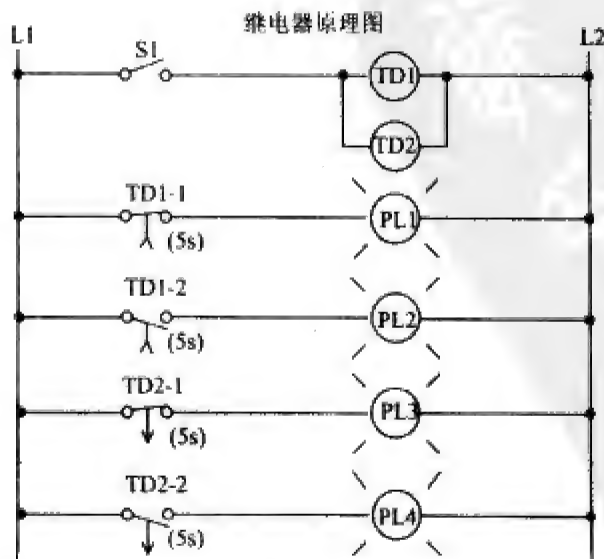 继电器原理图
L1
L2
S1
TD1
TD2
TD1-1
(5s)
PL1
TD1-2
(5s)
PL2
TD2-1
(5s)
PL3
TD2-2
(5s)
PL4